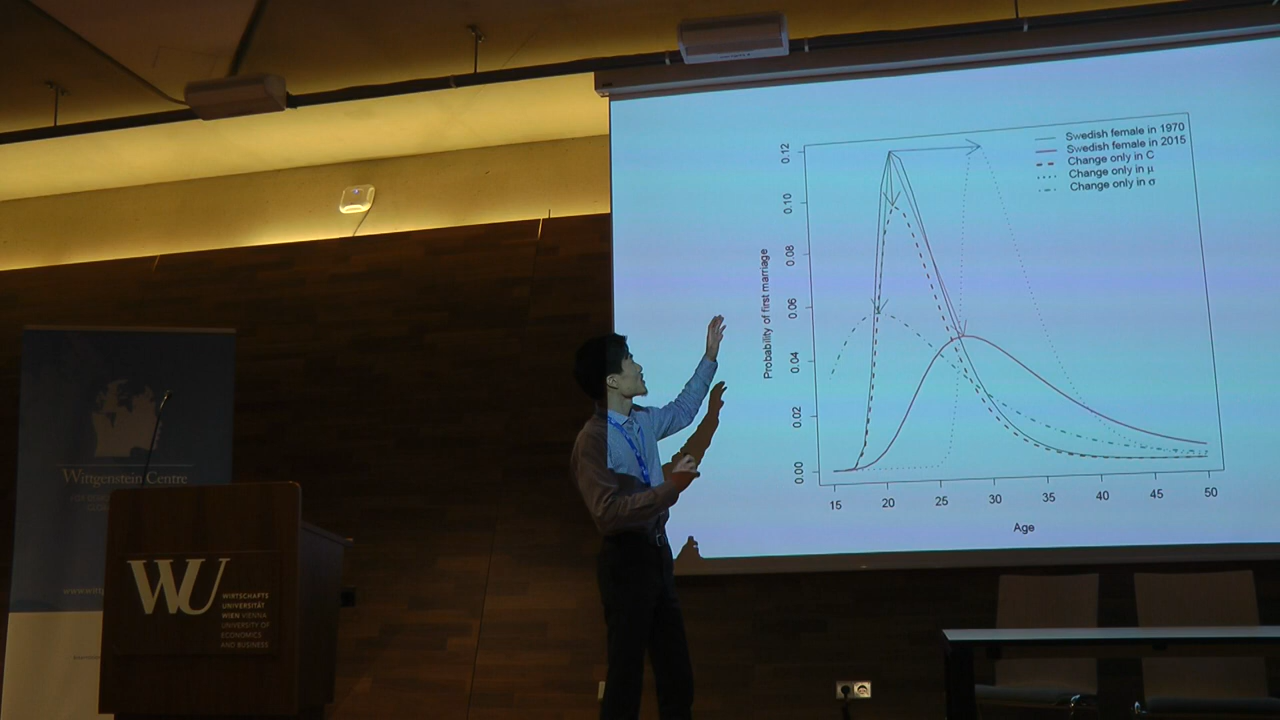 Swedish female in 1970
Swedish female in 2015
Change only in C
Change only in μ
Change only in σ
Probability of first marriage
0.12
0.10
0.08
0.06
0.04
0.02
0.00
15 20 25 30 35 40 45 50
Age
Wittgenstein Centre
WU
WIRTSCHAFTS
UNIVERSITÄT
WIEN VIENNA
UNIVERSITY OF
ECONOMICS
AND BUSINESS